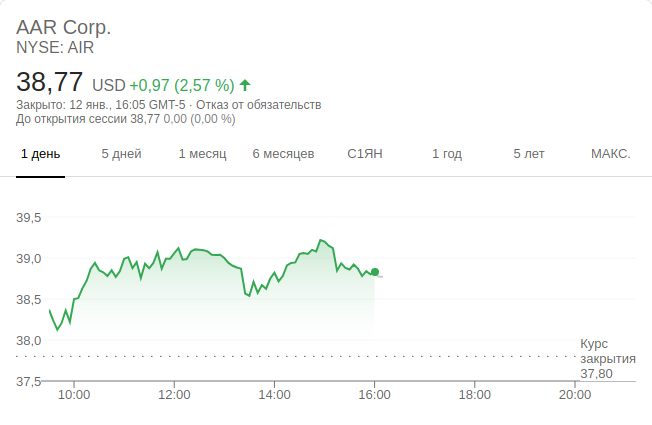 AAR Corp.
NYSE: AIR
38,77 USD +0,97 (2,57 %)
Закрыто: 12 янв., 16:05 GMT-5 · Отказ от обязательств
До открытия сессии 38,77 0,00 (0,00 %)
1 день 5 дней 1 месяц 6 месяцев С1ЯН 1 год 5 лет МАКС.
39,5
39,0
38,5
38,0
Курс
закрытия
37,80
37,5
10:00 12:00 14:00 16:00 18:00 20:00